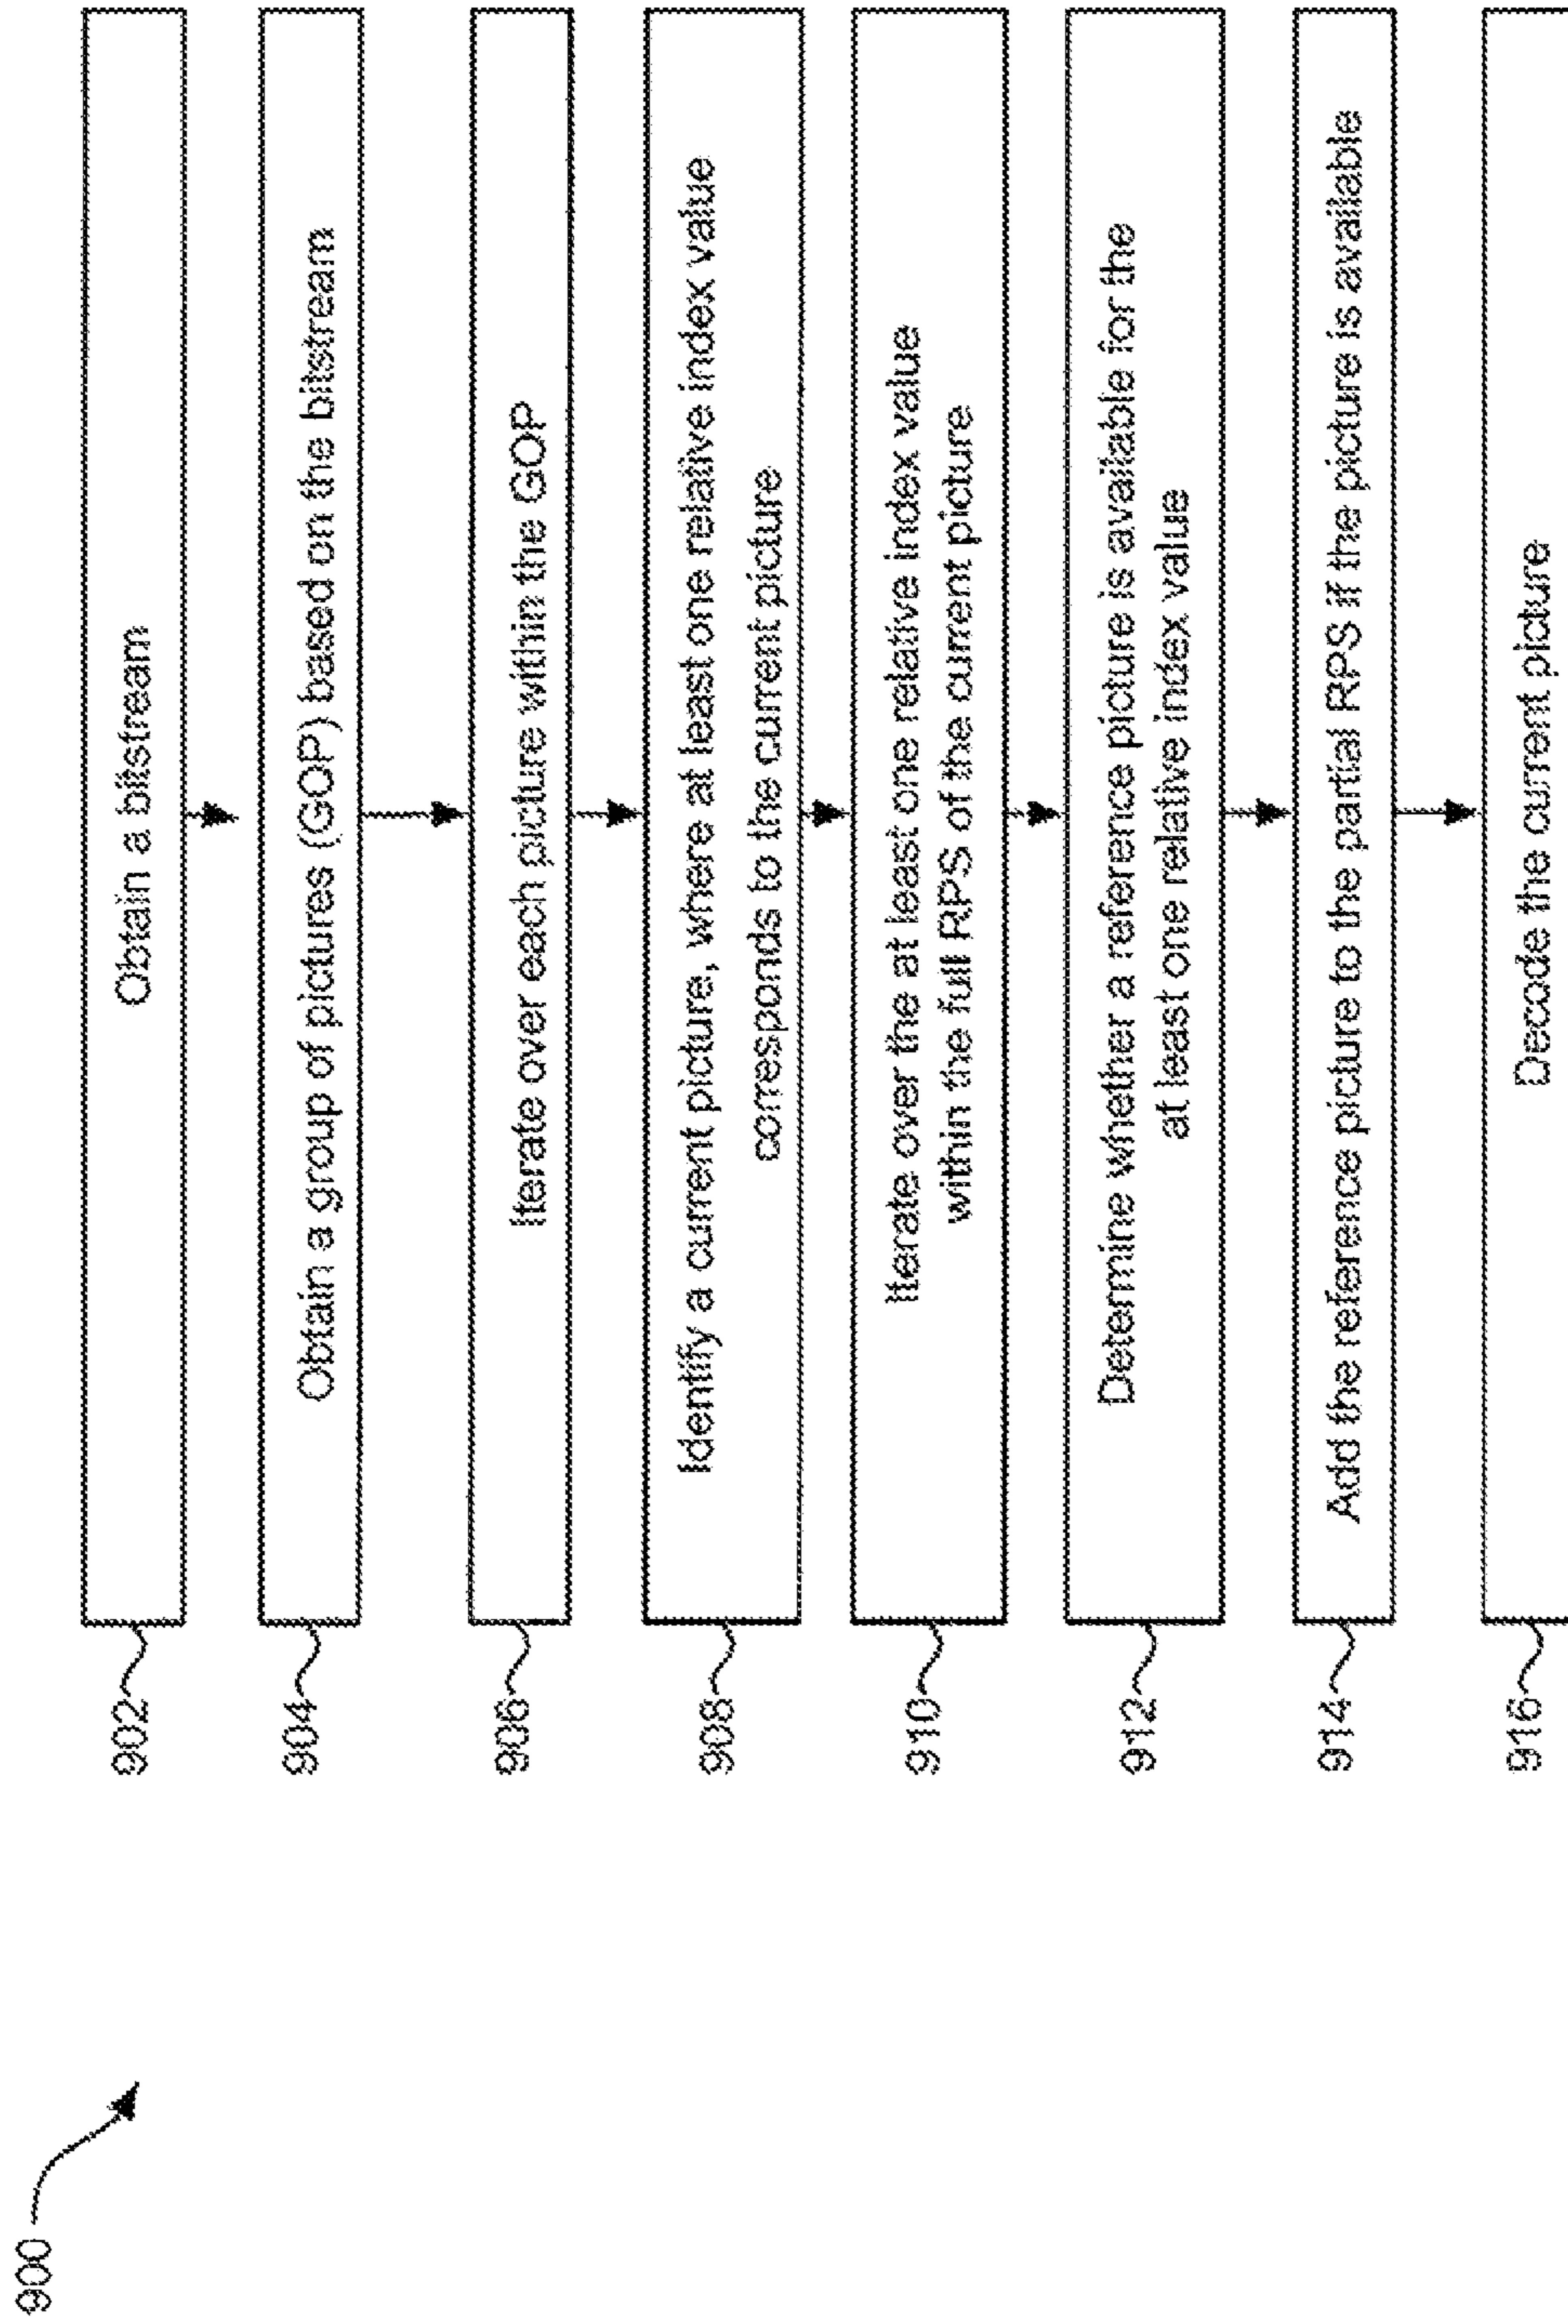 900
902
Obtain a bitstream
904
Obtain a group of pictures (GOP) based on the bitstream
906
Iterate over each picture within the GOP
908
Identify a current picture, where at least one relative index value
corresponds to the current picture
910
Iterate over the at least one relative index value
within the full RPS of the current picture
912
Determine whether a reference picture is available for the
at least one relative index value
914
Add the reference picture to the partial RPS if the picture is available
916
Decode the current picture